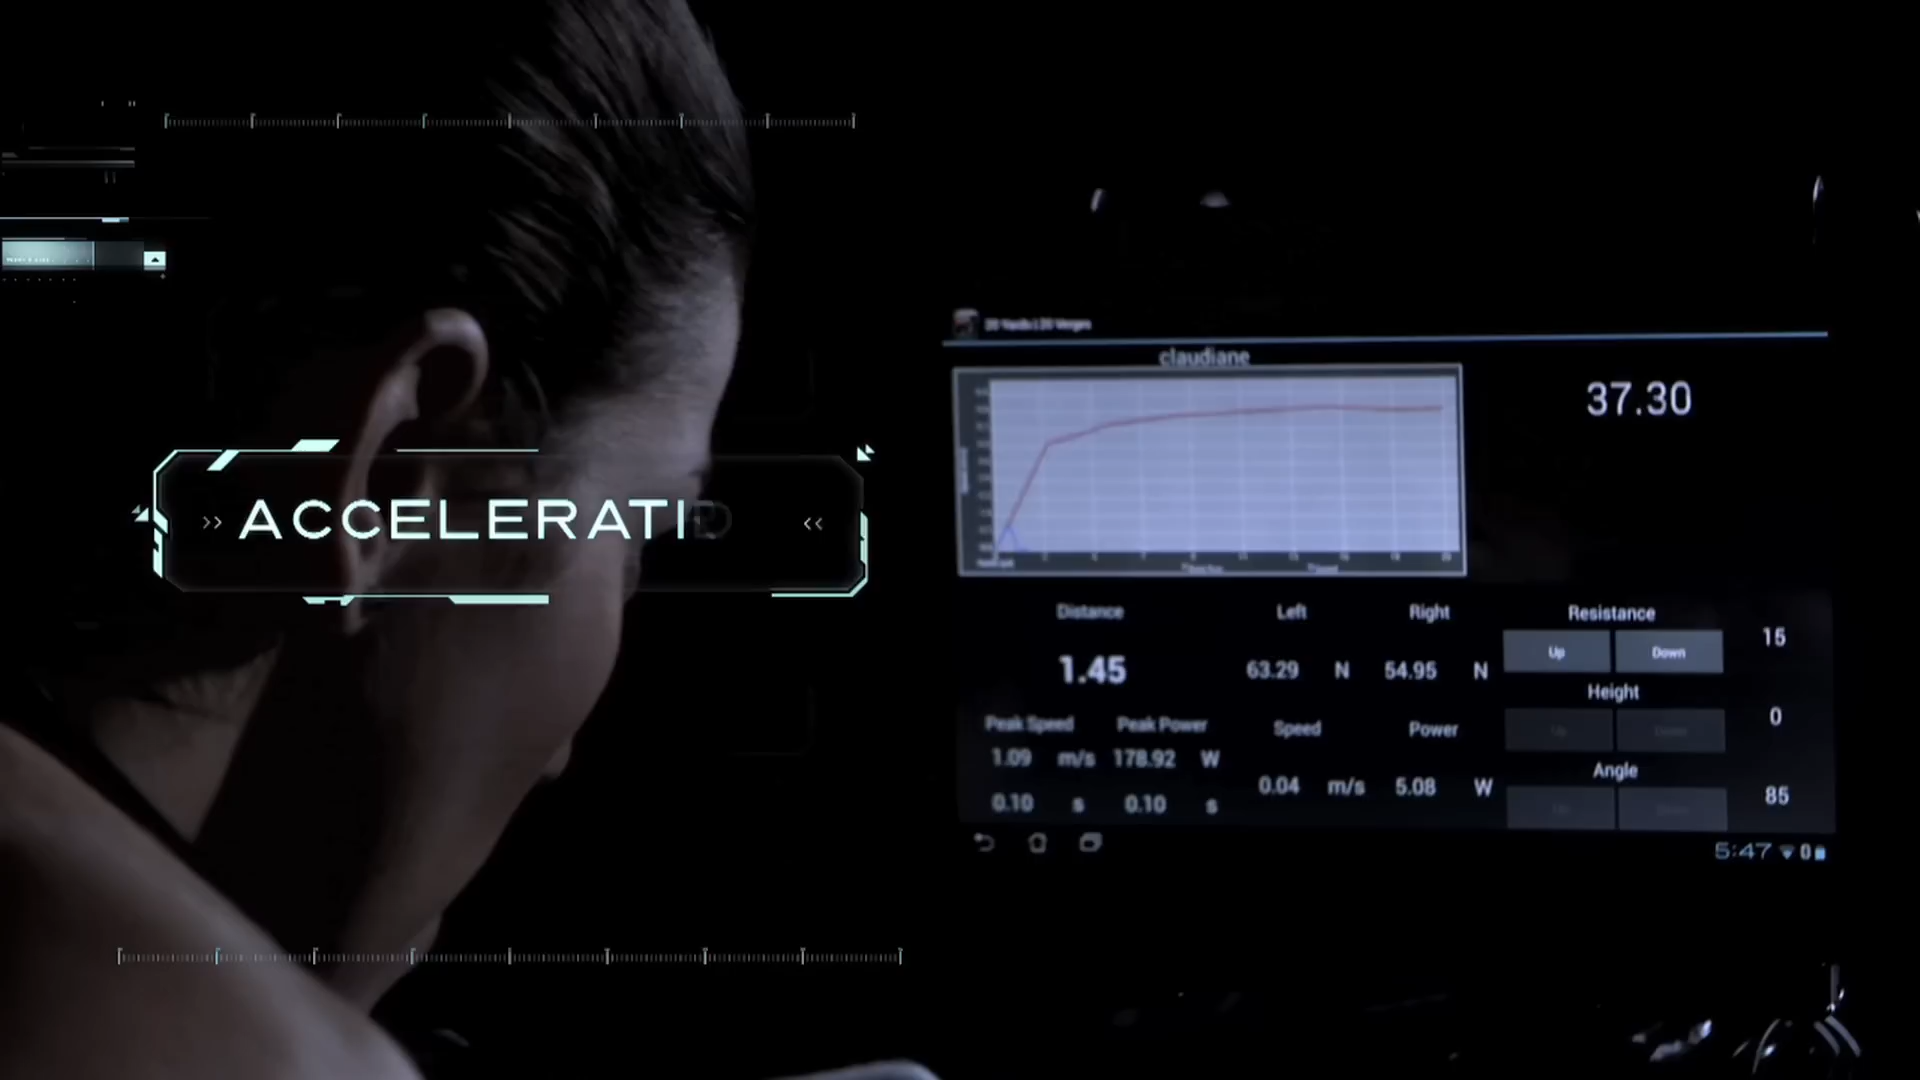 claudiane
37.30
>> ACCELERATIO <<
Distance Left Right Resistance
1.45 63.29 N 54.95 N Up Down 15
Height
Peak Speed Peak Power Speed Power 0
1.09 m/s 178.92 W
Angle
0.10 s 0.10 s 0.04 m/s 5.08 W 85
5:47